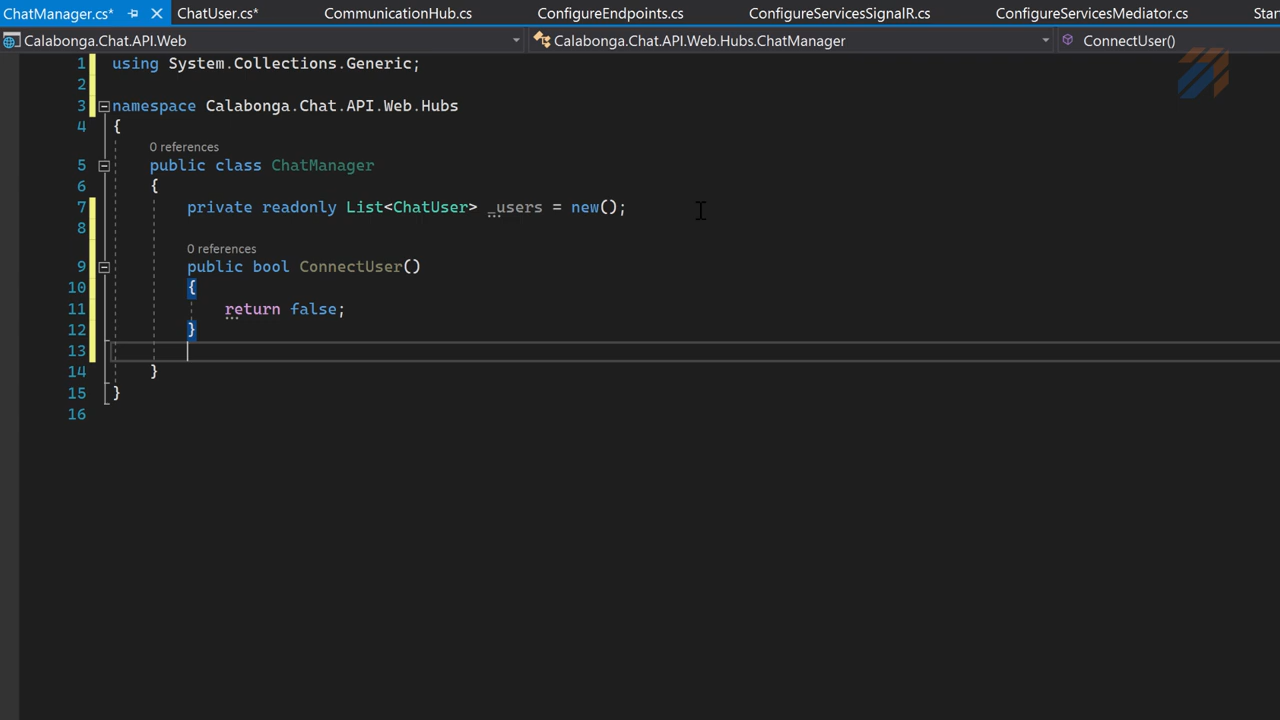 ChatManager.cs* ChatUser.cs* CommunicationHub.cs ConfigureEndpoints.cs ConfigureServicesSignalR.cs ConfigureServicesMediator.cs
Calabonga.Chat.API.Web Calabonga.Chat.API.Web.Hubs.ChatManager ConnectUser()
1 using System.Collections.Generic;
2
3 namespace Calabonga.Chat.API.Web.Hubs
4 {
0 references
5 public class ChatManager
6 {
7 private readonly List<ChatUser> _users = new();
8
0 references
9 public bool ConnectUser()
10 {
11 return false;
12 }
13
14 }
15 }
16